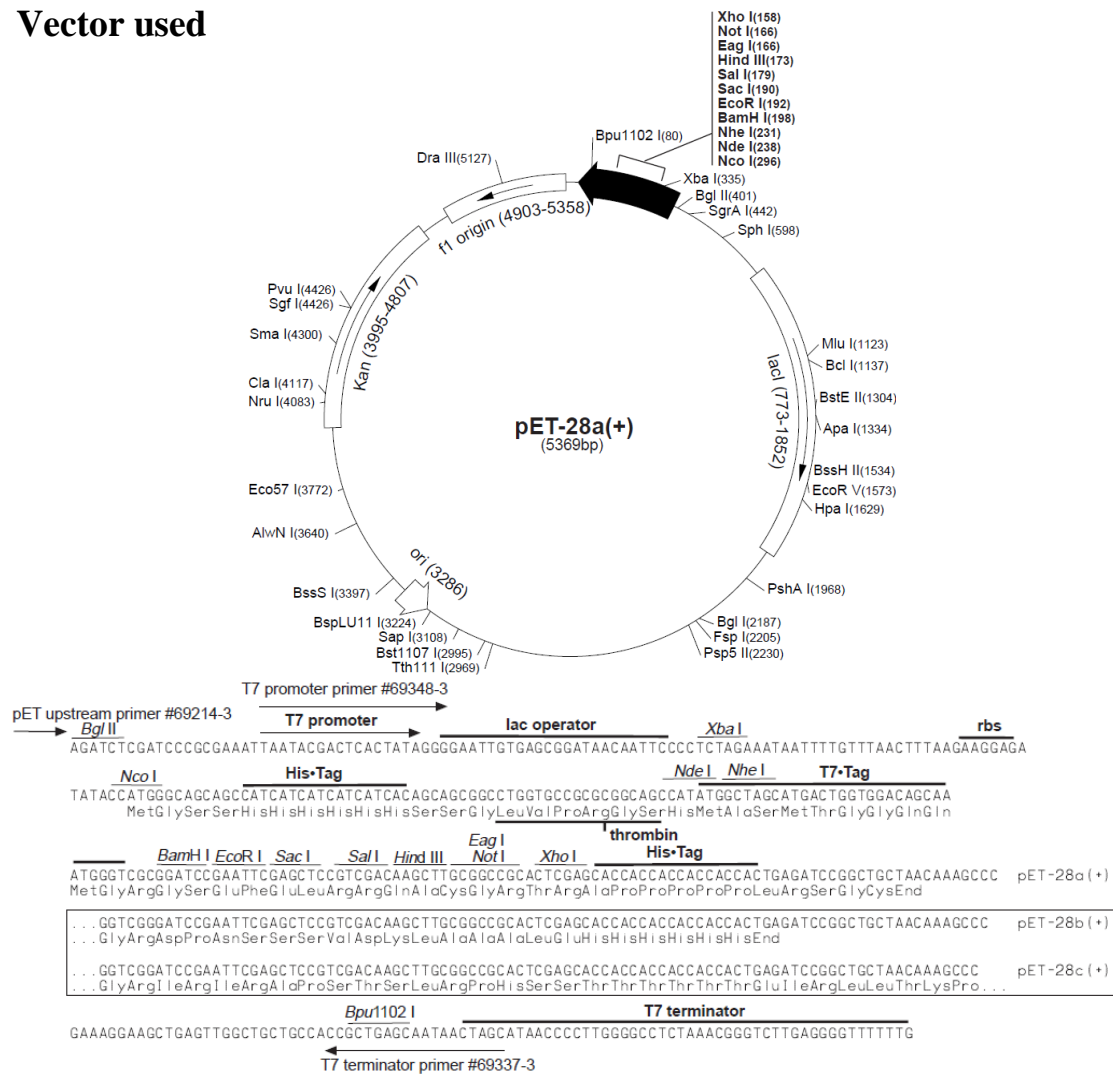 Vector used
Xho I(158)
Not I(166)
Eag I(166)
Hind III(173)
Sal I(179)
Sac I(190)
EcoR I(192)
BamH I(198)
Nhe I(231)
Nde I(238)
Nco I(296)
Bpu1102 I(80)
Dra III(5127)
Xba I(335)
Bgl II(401)
SgrA I(442)
Sph I(598)
f1 origin (4903-5358)
Pvu I(4426)
Sgf I(4426)
Sma I(4300)
Kan (3995-4807)
Cla I(4117)
Nru I(4083)
lacI (773-1852)
Mlu I(1123)
Bcl I(1137)
BstE II(1304)
Apa I(1334)
pET-28a(+)
(5369bp)
BssH II(1534)
EcoR V(1573)
Hpa I(1629)
Eco57 I(3772)
AlwN I(3640)
ori (3286)
BssS I(3397)
PshA I(1968)
BspLU11 I(3224)
Sap I(3108)
Bst1107 I(2995)
Tth111 I(2969)
Bgl I(2187)
Fsp I(2205)
Psp5 II(2230)
T7 promoter primer #69348-3
pET upstream primer #69214-3
Bgl II T7 promoter lac operator Xba I rbs
AGATCTCGATCCCGCGAAATTAATACGACTCACTATAGGGGAATTGTGAGCGGATAACAATTCCCCTCTAGAAATAATTTTGTTTAACTTTAAGAAGGAGA
Nco I His•Tag Nde I Nhe I T7•Tag
TATACCATGGGCAGCAGCCATCATCATCATCATCACAGCAGCGGCCTGGTGCCGCGCGGCAGCCATATGGCTAGCATGACTGGTGGACAGCAA
MetGlySerSerHisHisHisHisHisHisSerSerGlyLeuValProArgGlySerHisMetAlaSerMetThrGlyGlyGlnGln
thrombin
BamH I EcoR I Sac I Sal I Hind III Eag I Not I Xho I His•Tag
ATGGGTCGCGGATCCGAATTCGAGCTCCGTCGACAAGCTTGCGGCCGCACTCGAGCACCACCACCACCACCACTGAGATCCGGCTGCTAACAAAGCCC pET-28a(+)
MetGlyArgGlySerGluPheGluLeuArgArgGlnAlaCysGlyArgThrArgAlaProProProProProLeuArgSerGlyCysEnd
...GGTCGGGATCCGAATTCGAGCTCCGTCGACAAGCTTGCGGCCGCACTCGAGCACCACCACCACCACCACTGAGATCCGGCTGCTAACAAAGCCC pET-28b(+)
...GlyArgAspProAsnSerSerSerValAspLysLeuAlaAlaAlaLeuGluHisHisHisHisHisHisEnd
...GGTCGGATCCGAATTCGAGCTCCGTCGACAAGCTTGCGGCCGCACTCGAGCACCACCACCACCACCACTGAGATCCGGCTGCTAACAAAGCCC pET-28c(+)
...GlyArgIleArgIleArgAlaProSerThrSerLeuArgProHisSerSerThrThrThrThrThrThrGluIleArgLeuLeuThrLysPro...
Bpu1102 I T7 terminator
GAAAGGAAGCTGAGTTGGCTGCTGCCACCGCTGAGCAATAACTAGCATAACCCCTTGGGGCCTCTAAACGGGTCTTGAGGGGTTTTTTG
T7 terminator primer #69337-3